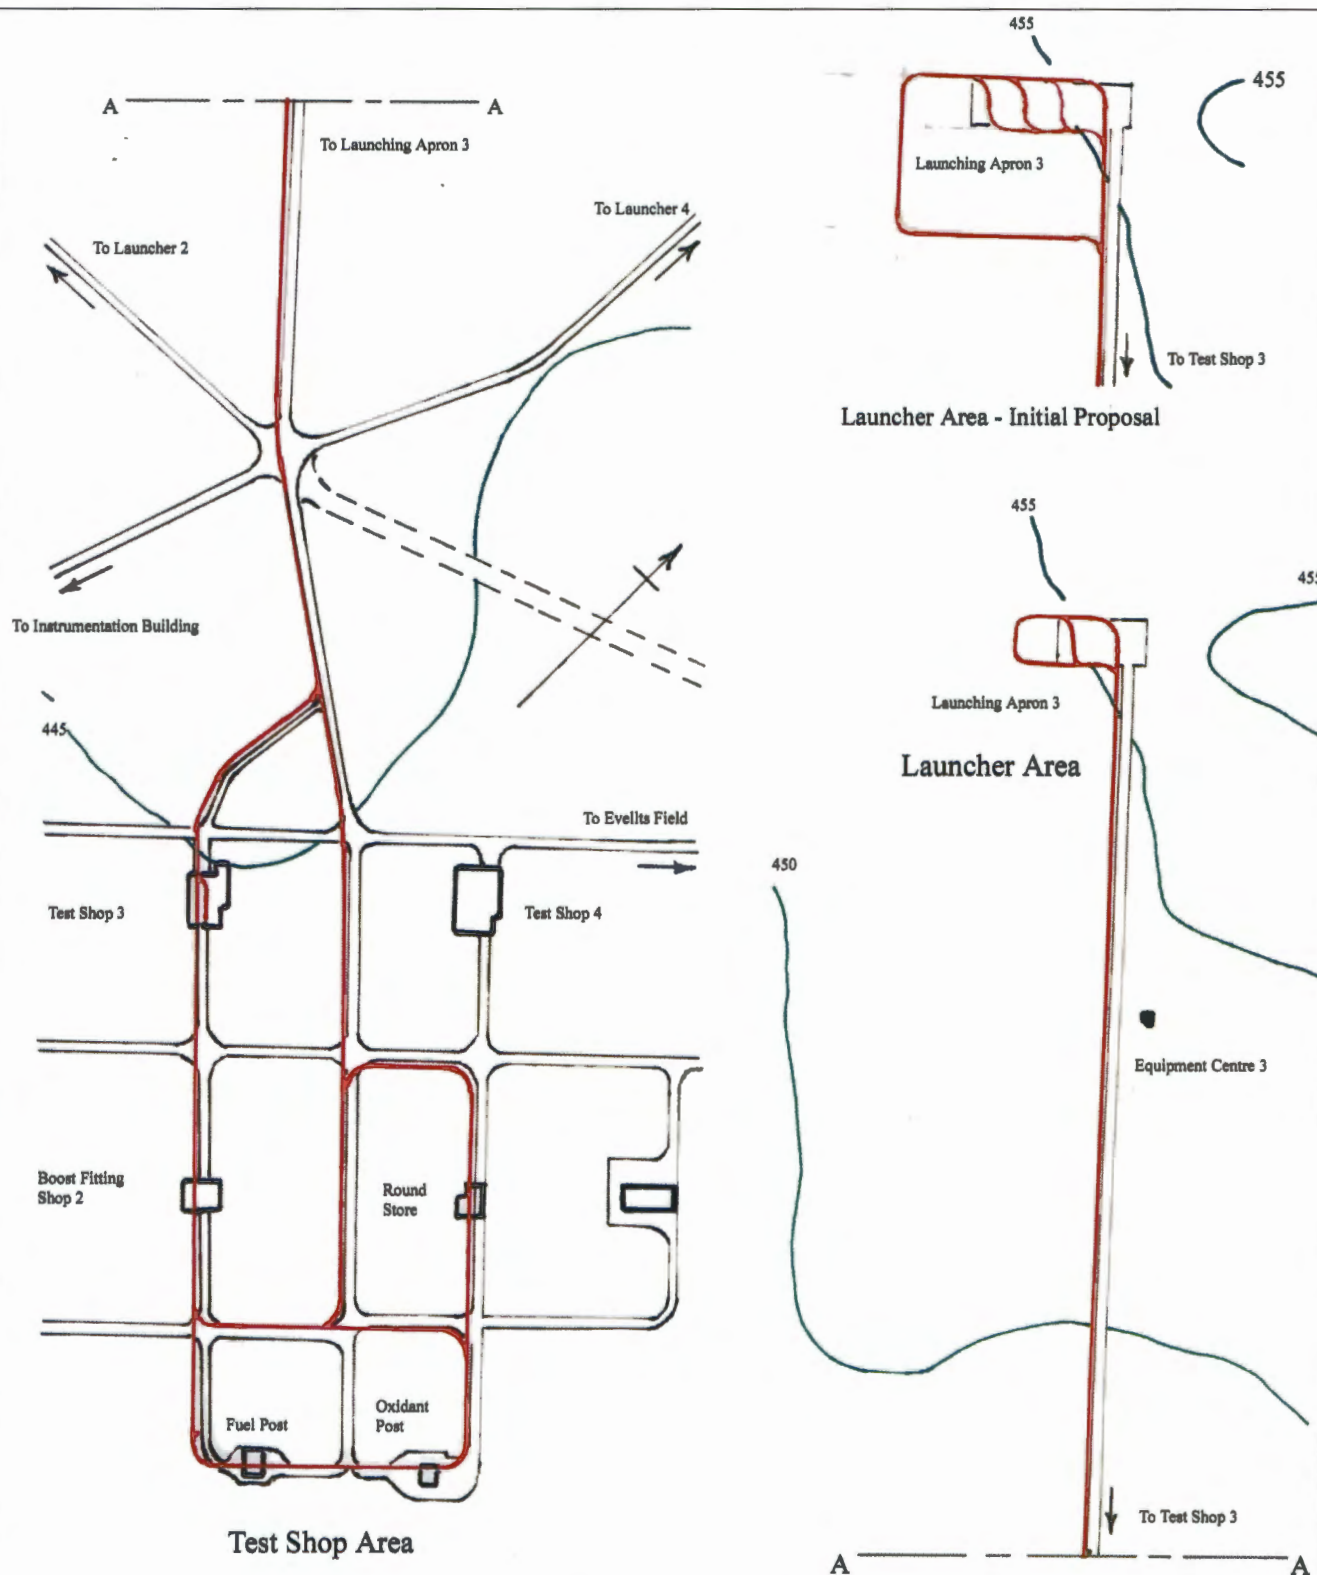 A
A
To Launching Apron 3
To Launcher 2
To Launcher 4
To Instrumentation Building
445
To Evellts Field
Test Shop 3
Test Shop 4
Boost Fitting
Shop 2
Round
Store
Fuel Post
Oxidant
Post
Test Shop Area
455
455
Launching Apron 3
To Test Shop 3
Launcher Area - Initial Proposal
455
455
Launching Apron 3
Launcher Area
450
Equipment Centre 3
To Test Shop 3
A
A